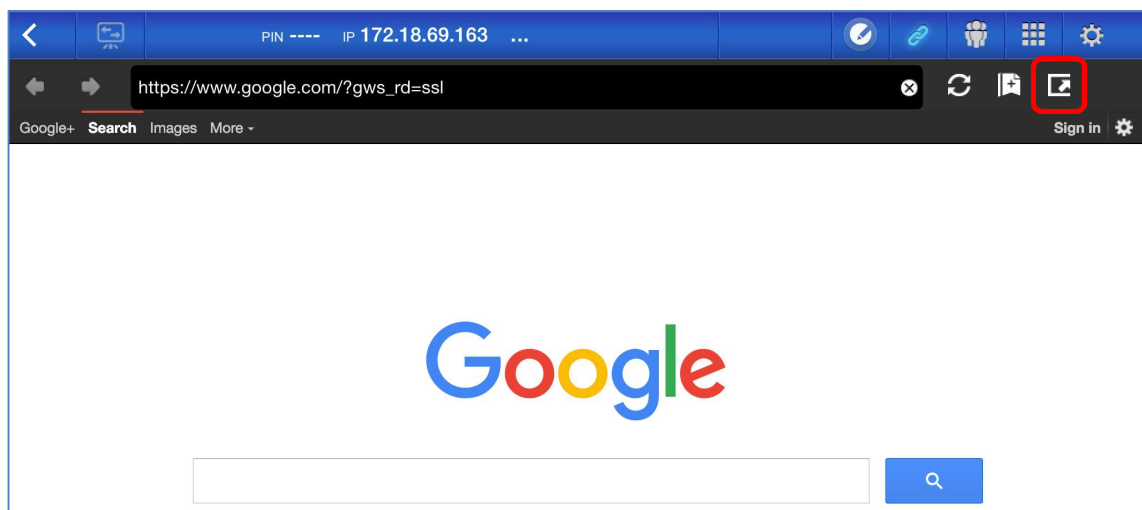 PIN ---- IP 172.18.69.163 ...
https://www.google.com/?gws_rd=ssl
Google+ Search Images More Sign in
Google